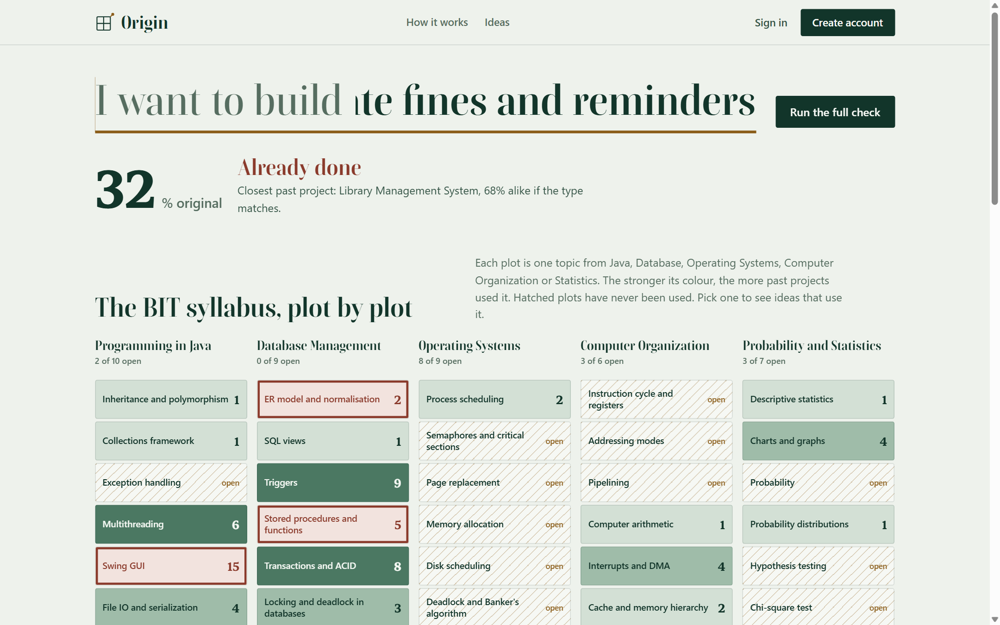 Origin
How it works
Ideas
Sign in
Create account
I want to build
te fines and reminders
Run the full check
32 % original
Already done
Closest past project: Library Management System, 68% alike if the type
matches.
The BIT syllabus, plot by plot
Each plot is one topic from Java, Database, Operating Systems, Computer
Organization or Statistics. The stronger its colour, the more past projects
used it. Hatched plots have never been used. Pick one to see ideas that use
it.
Programming in Java
2 of 10 open
Inheritance and polymorphism 1
Collections framework 1
Exception handling open
Multithreading 6
Swing GUI 15
File IO and serialization 4
Database Management
0 of 9 open
ER model and normalisation 2
SQL views 1
Triggers 9
Stored procedures and
functions 5
Transactions and ACID 8
Locking and deadlock in
databases 3
Operating Systems
8 of 9 open
Process scheduling 2
Semaphores and critical
sections open
Page replacement open
Memory allocation open
Disk scheduling open
Deadlock and Banker's
algorithm open
Computer Organization
3 of 6 open
Instruction cycle and
registers open
Addressing modes open
Pipelining open
Computer arithmetic 1
Interrupts and DMA 4
Cache and memory hierarchy 2
Probability and Statistics
3 of 7 open
Descriptive statistics 1
Charts and graphs 4
Probability open
Probability distributions 1
Hypothesis testing open
Chi-square test open